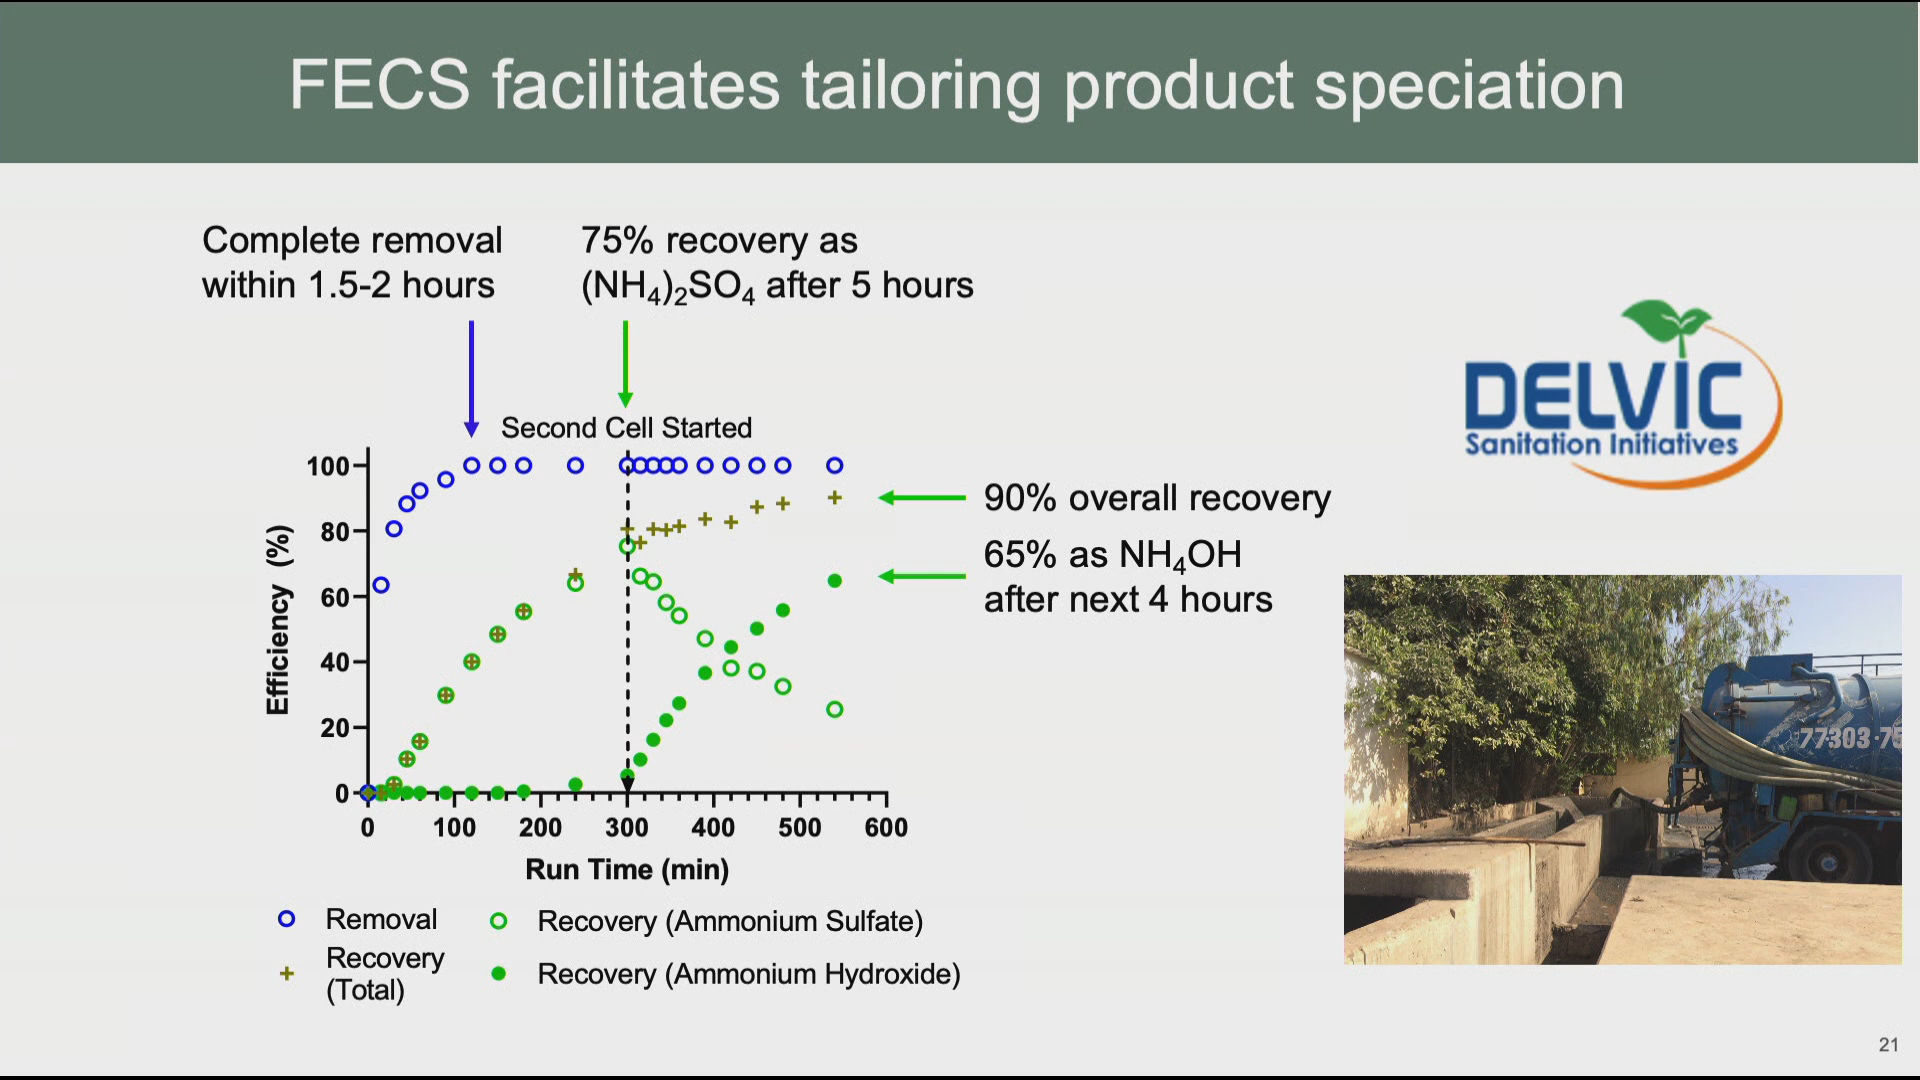 FECS facilitates tailoring product speciation
Complete removal
within 1.5-2 hours
75% recovery as
(NH₄)₂SO₄ after 5 hours
Second Cell Started
100
80
60
40
20
0
Efficiency (%)
0 100 200 300 400 500 600
Run Time (min)
90% overall recovery
65% as NH₄OH
after next 4 hours
Removal
Recovery (Ammonium Sulfate)
Recovery
(Total)
Recovery (Ammonium Hydroxide)
DELVIC
Sanitation Initiatives
77303-75
21